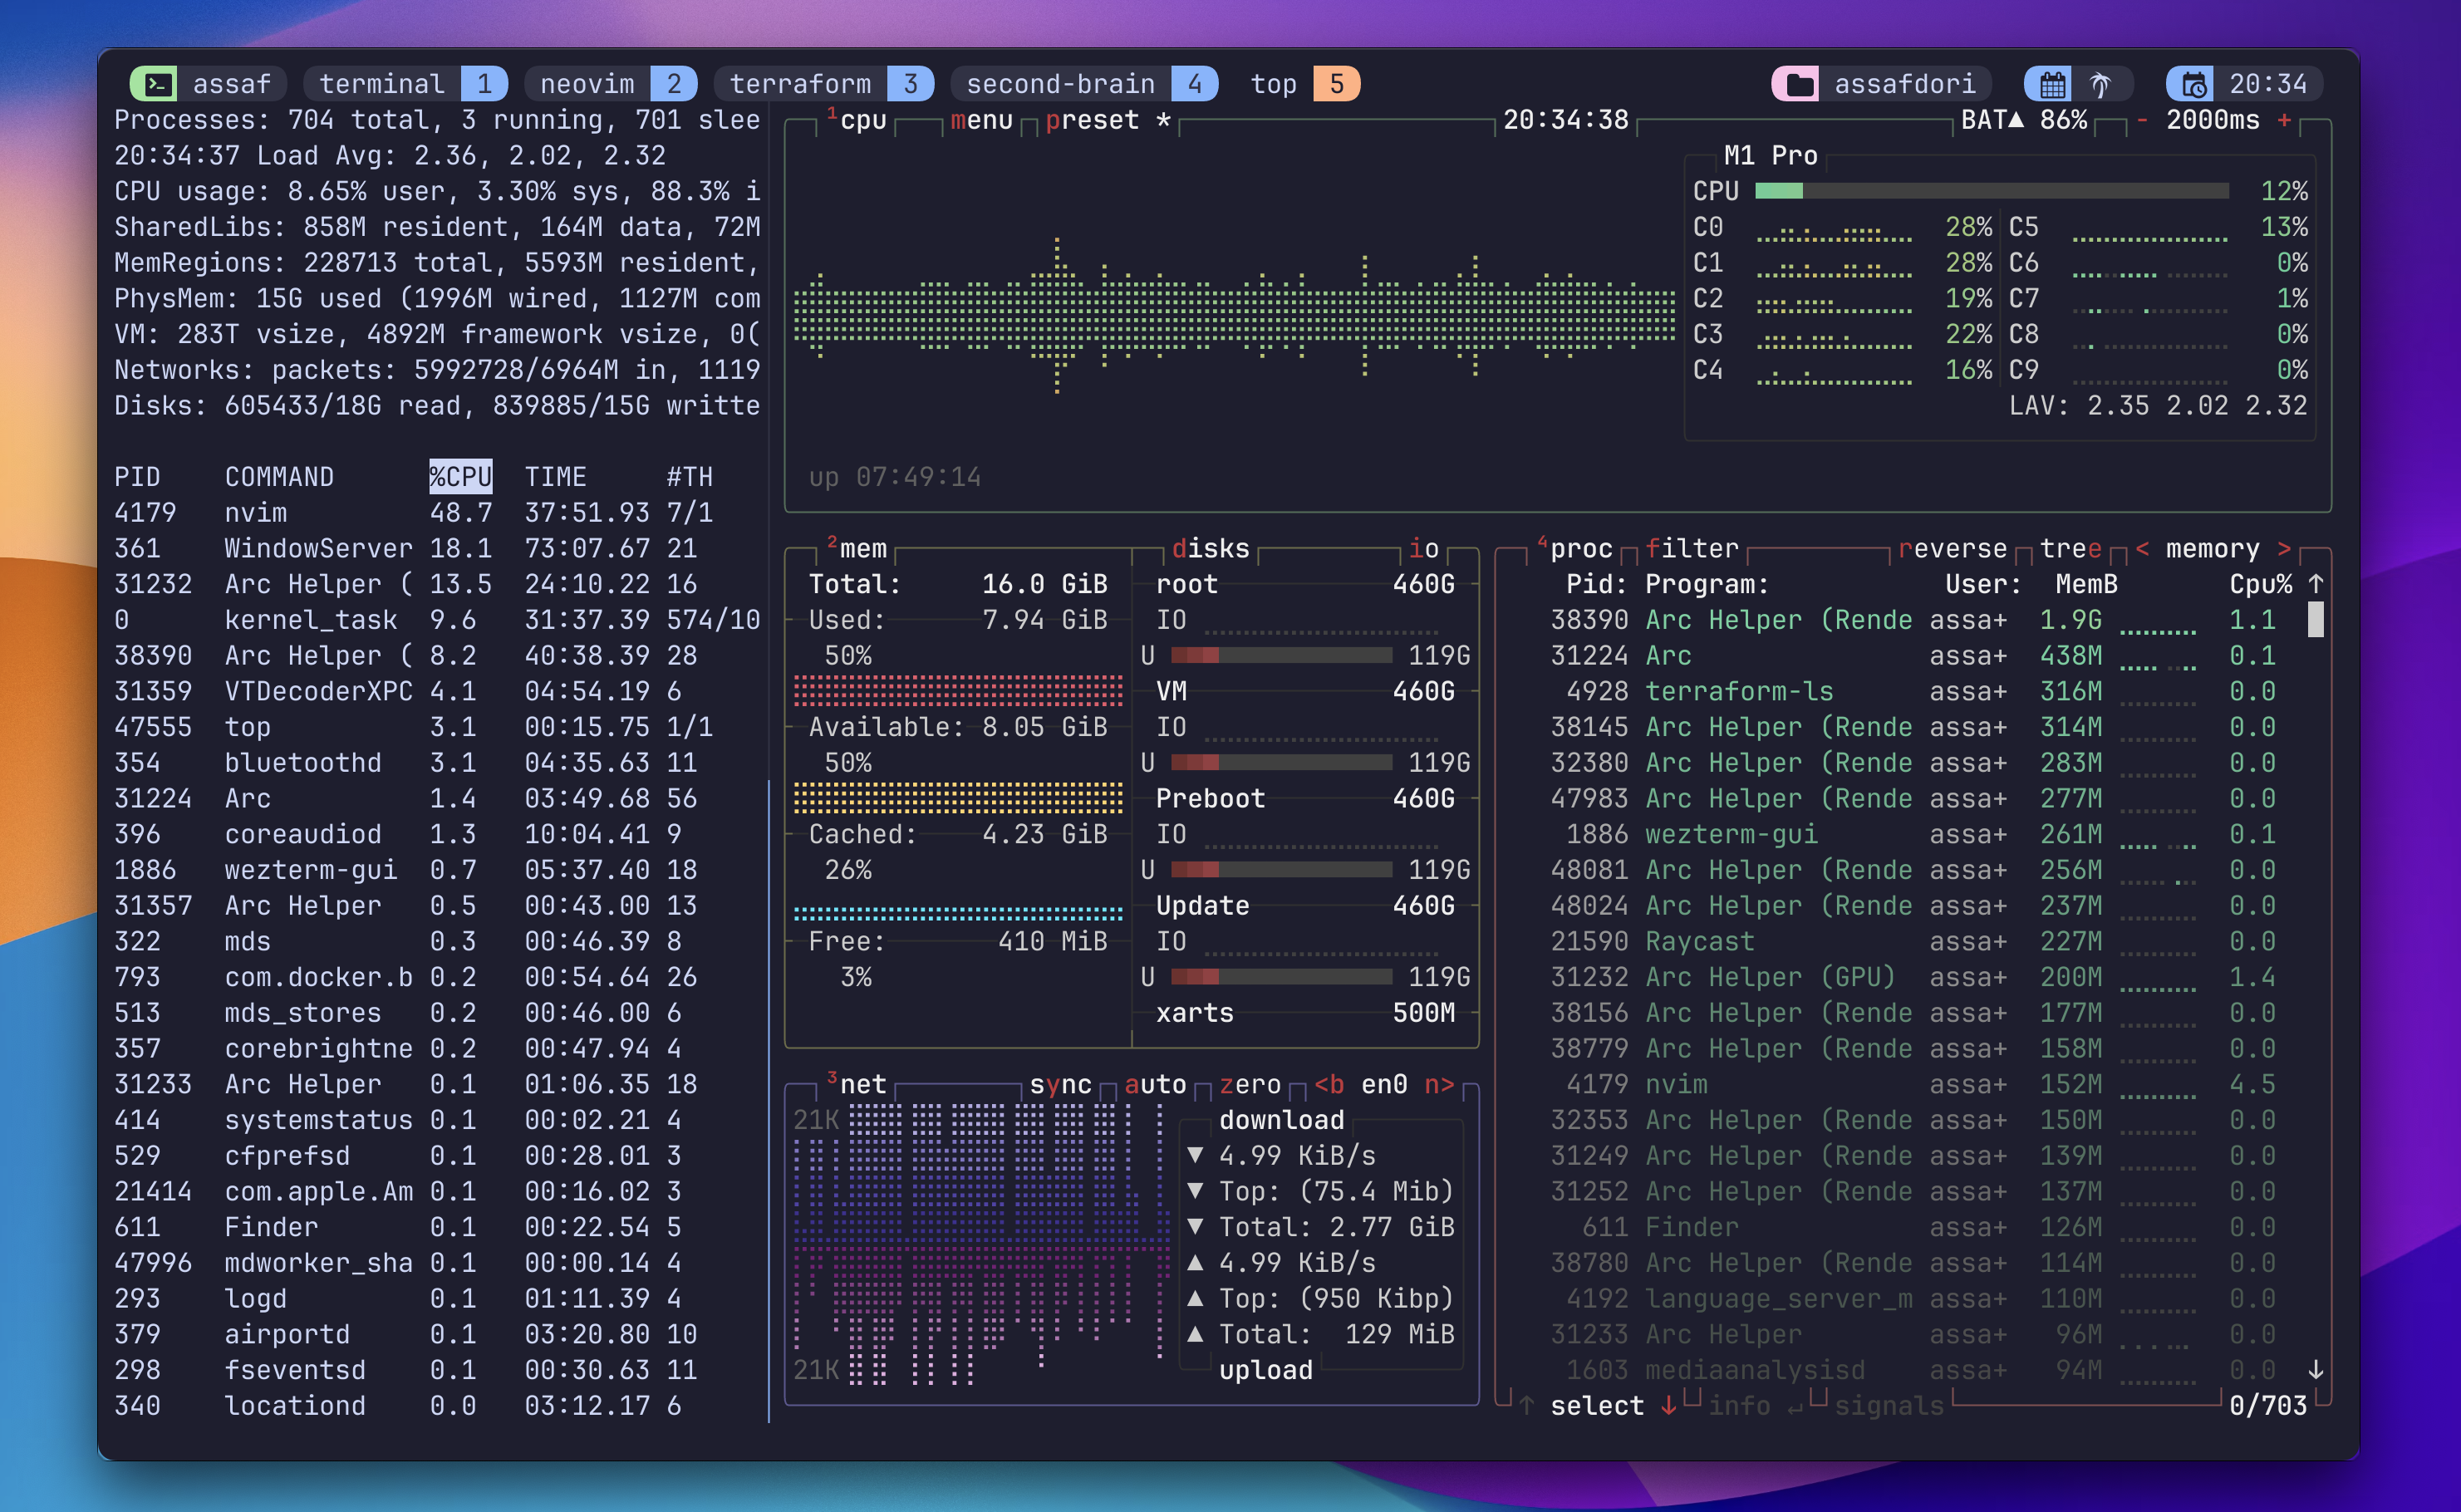 assaf terminal 1 neovim 2 terraform 3 second-brain 4 top 5 assafdori 20:34
Processes: 704 total, 3 running, 701 slee
20:34:37 Load Avg: 2.36, 2.02, 2.32
CPU usage: 8.65% user, 3.30% sys, 88.3% i
SharedLibs: 858M resident, 164M data, 72M
MemRegions: 228713 total, 5593M resident,
PhysMem: 15G used (1996M wired, 1127M com
VM: 283T vsize, 4892M framework vsize, 0(
Networks: packets: 5992728/6964M in, 1119
Disks: 605433/18G read, 839885/15G writte
PID COMMAND %CPU TIME #TH
4179 nvim 48.7 37:51.93 7/1
361 WindowServer 18.1 73:07.67 21
31232 Arc Helper ( 13.5 24:10.22 16
0 kernel_task 9.6 31:37.39 574/10
38390 Arc Helper ( 8.2 40:38.39 28
31359 VTDecoderXPC 4.1 04:54.19 6
47555 top 3.1 00:15.75 1/1
354 bluetoothd 3.1 04:35.63 11
31224 Arc 1.4 03:49.68 56
396 coreaudiod 1.3 10:04.41 9
1886 wezterm-gui 0.7 05:37.40 18
31357 Arc Helper 0.5 00:43.00 13
322 mds 0.3 00:46.39 8
793 com.docker.b 0.2 00:54.64 26
513 mds_stores 0.2 00:46.00 6
357 corebrightne 0.2 00:47.94 4
31233 Arc Helper 0.1 01:06.35 18
414 systemstatus 0.1 00:02.21 4
529 cfprefsd 0.1 00:28.01 3
21414 com.apple.Am 0.1 00:16.02 3
611 Finder 0.1 00:22.54 5
47996 mdworker_sha 0.1 00:00.14 4
293 logd 0.1 01:11.39 4
379 airportd 0.1 03:20.80 10
298 fseventsd 0.1 00:30.63 11
340 locationd 0.0 03:12.17 6
1cpu menu preset * 20:34:38 BAT▲ 86% - 2000ms +
M1 Pro
CPU 12%
C0 28% C5 13%
C1 28% C6 0%
C2 19% C7 1%
C3 22% C8 0%
C4 16% C9 0%
LAV: 2.35 2.02 2.32
up 07:49:14
2mem
Total: 16.0 GiB
Used: 7.94 GiB
50%
Available: 8.05 GiB
50%
Cached: 4.23 GiB
26%
Free: 410 MiB
3%
disks io
root 460G
IO
U 119G
VM 460G
IO
U 119G
Preboot 460G
IO
U 119G
Update 460G
IO
U 119G
xarts 500M
3net sync auto zero <b en0 n>
21K
21K
download
▼ 4.99 KiB/s
▼ Top: (75.4 Mib)
▼ Total: 2.77 GiB
▲ 4.99 KiB/s
▲ Top: (950 Kibp)
▲ Total: 129 MiB
upload
4proc filter reverse tree < memory >
Pid: Program: User: MemB Cpu% ↑
38390 Arc Helper (Rende assa+ 1.9G 1.1
31224 Arc assa+ 438M 0.1
4928 terraform-ls assa+ 316M 0.0
38145 Arc Helper (Rende assa+ 314M 0.0
32380 Arc Helper (Rende assa+ 283M 0.0
47983 Arc Helper (Rende assa+ 277M 0.0
1886 wezterm-gui assa+ 261M 0.1
48081 Arc Helper (Rende assa+ 256M 0.0
48024 Arc Helper (Rende assa+ 237M 0.0
21590 Raycast assa+ 227M 0.0
31232 Arc Helper (GPU) assa+ 200M 1.4
38156 Arc Helper (Rende assa+ 177M 0.0
38779 Arc Helper (Rende assa+ 158M 0.0
4179 nvim assa+ 152M 4.5
32353 Arc Helper (Rende assa+ 150M 0.0
31249 Arc Helper (Rende assa+ 139M 0.0
31252 Arc Helper (Rende assa+ 137M 0.0
611 Finder assa+ 126M 0.0
38780 Arc Helper (Rende assa+ 114M 0.0
4192 language_server_m assa+ 110M 0.0
31233 Arc Helper assa+ 96M 0.0
1603 mediaanalysisd assa+ 94M 0.0 ↓
↑ select ↓ info ↵ signals 0/703